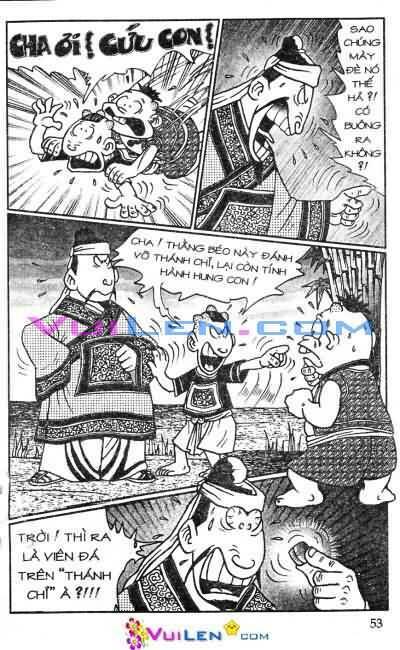 CHA ƠI! CỨU CON!
SAO
CHÚNG
MÀY
ĐÈ NÓ
THẾ
HẢ?!
CÓ
BUÔNG
RA
KHÔNG?!
CHA! THẰNG BÉO NÀY ĐÁNH
VỠ THÁNH CHỈ, LẠI CÒN TÍNH
HÀNH HUNG CON!
VuiLen.com
TRỜI! THÌ RA
LÀ VIÊN ĐÁ
TRÊN "THÁNH
CHỈ" À?!!!
53
VuiLen.com